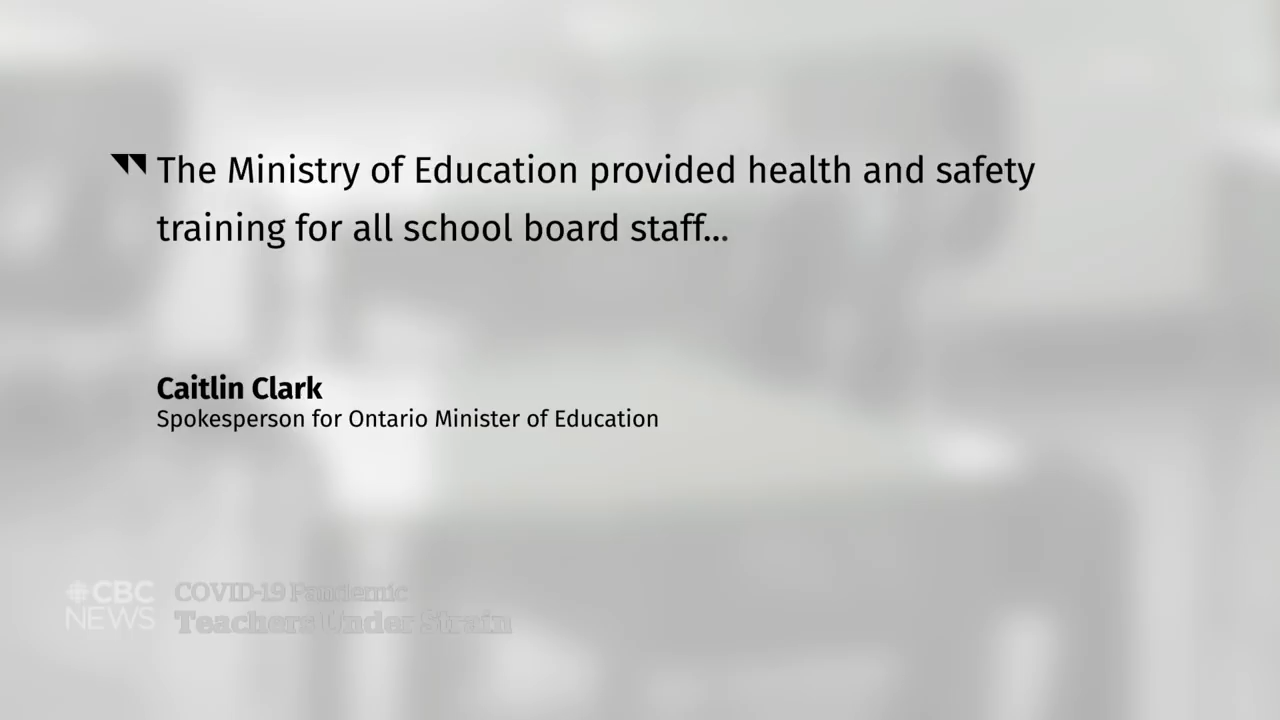 The Ministry of Education provided health and safety
training for all school board staff...
Caitlin Clark
Spokesperson for Ontario Minister of Education
CBC
NEWS
COVID-19 Pandemic
Teachers Under Strain